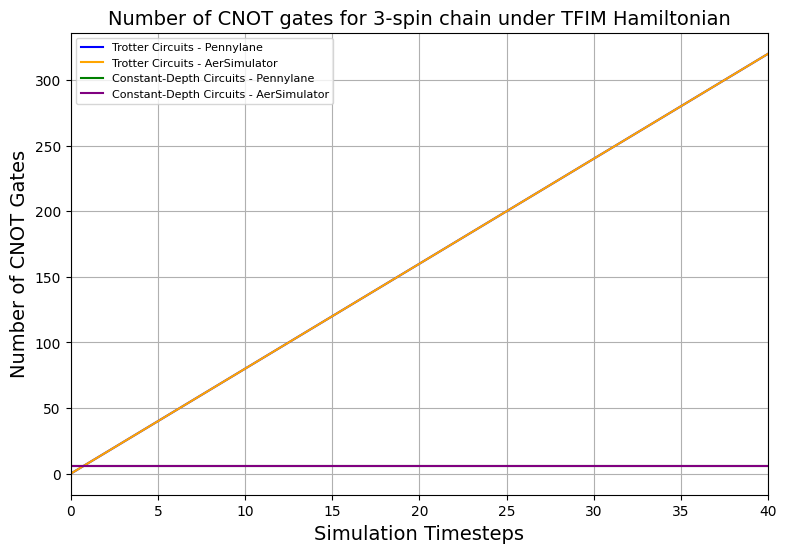 Number of CNOT gates for 3-spin chain under TFIM Hamiltonian
Trotter Circuits - Pennylane
Trotter Circuits - AerSimulator
Constant-Depth Circuits - Pennylane
Constant-Depth Circuits - AerSimulator
Number of CNOT Gates
300
250
200
150
100
50
0
0 5 10 15 20 25 30 35 40
Simulation Timesteps